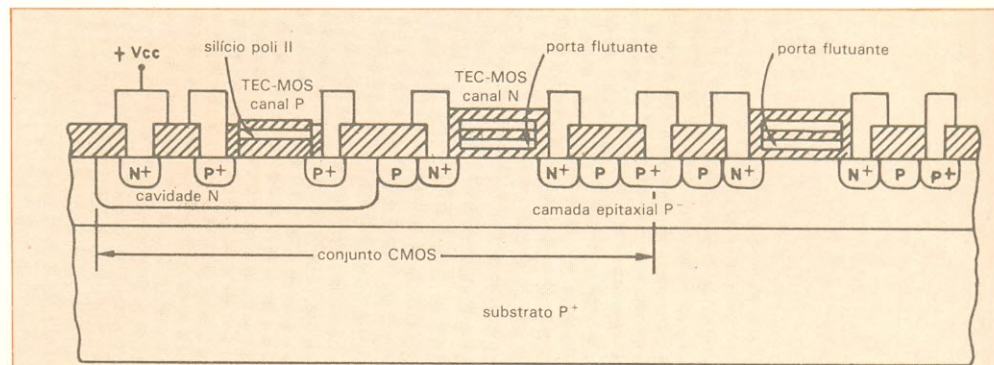 + Vcc
silício poli II
porta flutuante
porta flutuante
TEC-MOS
canal P
TEC-MOS
canal N
N+ P+ P+ P N+ N+ P P+ P N+ N+ P P+
cavidade N
camada epitaxial P⁻
conjunto CMOS
substrato P⁺